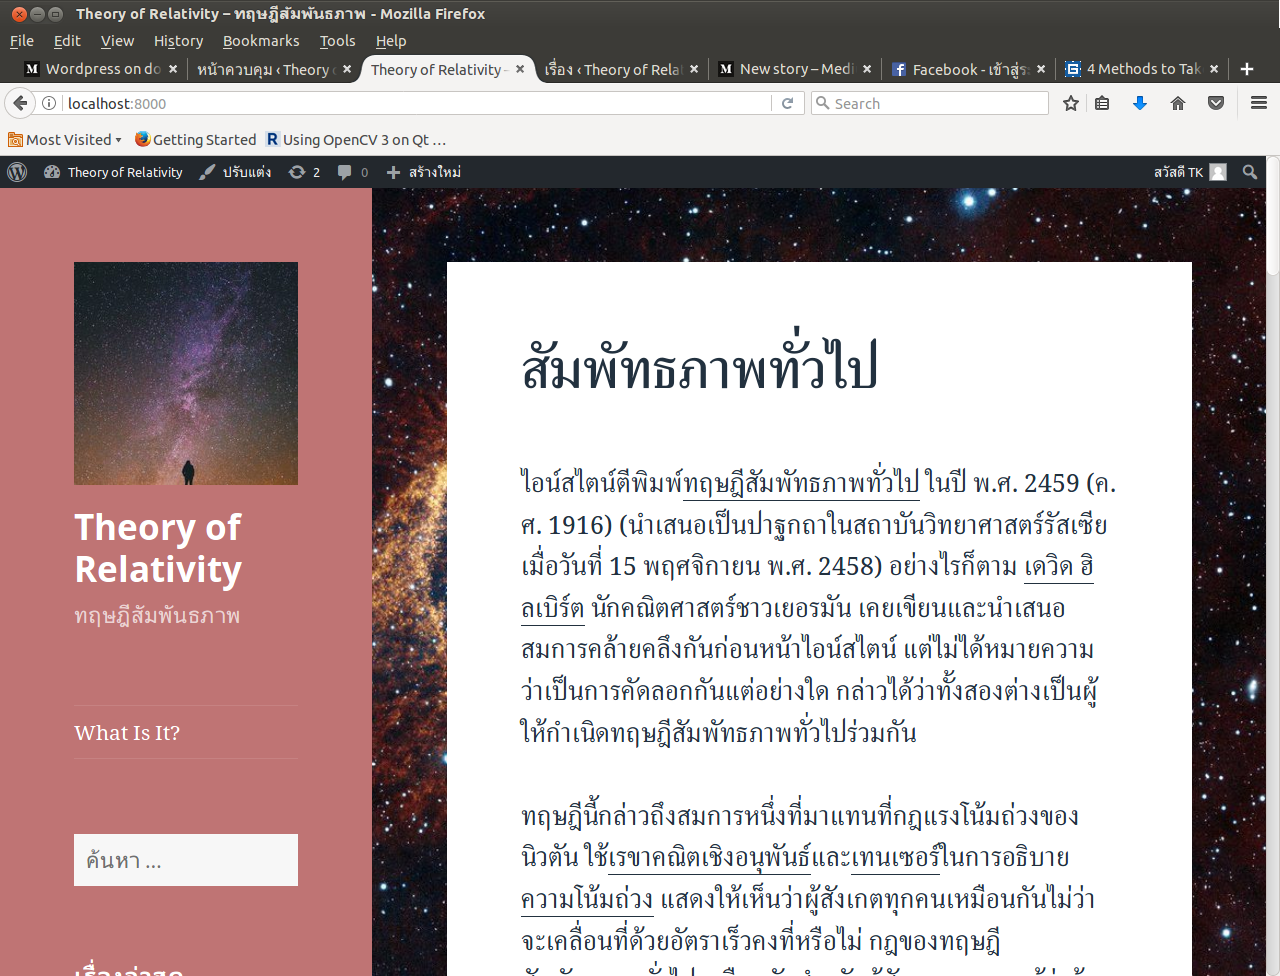 Theory of Relativity – ทฤษฎีสัมพันธภาพ - Mozilla Firefox
File Edit View History Bookmarks Tools Help
Wordpress on do
หน้าควบคุม ‹ Theory
Theory of Relativity –
เรื่อง ‹ Theory of Rela
New story – Medi
Facebook - เข้าสู่ระ
4 Methods to Tak
localhost:8000
Search
Most Visited
Getting Started
Using OpenCV 3 on Qt …
Theory of Relativity
ปรับแต่ง
2
0
สร้างใหม่
สวัสดี TK
Theory of
Relativity
ทฤษฎีสัมพันธภาพ
What Is It?
ค้นหา …
เรื่องล่าสุด
สัมพัทธภาพทั่วไป
ไอน์สไตน์ตีพิมพ์ทฤษฎีสัมพัทธภาพทั่วไป ในปี พ.ศ. 2459 (ค.
ศ. 1916) (นำเสนอเป็นปาฐกถาในสถาบันวิทยาศาสตร์รัสเซีย
เมื่อวันที่ 15 พฤศจิกายน พ.ศ. 2458) อย่างไรก็ตาม เดวิด ฮิ
ลเบิร์ต นักคณิตศาสตร์ชาวเยอรมัน เคยเขียนและนำเสนอ
สมการคล้ายคลึงกันก่อนหน้าไอน์สไตน์ แต่ไม่ได้หมายความ
ว่าเป็นการคัดลอกกันแต่อย่างใด กล่าวได้ว่าทั้งสองต่างเป็นผู้
ให้กำเนิดทฤษฎีสัมพัทธภาพทั่วไปร่วมกัน
ทฤษฎีนี้กล่าวถึงสมการหนึ่งที่มาแทนที่กฎแรงโน้มถ่วงของ
นิวตัน ใช้เรขาคณิตเชิงอนุพันธ์และเทนเซอร์ในการอธิบาย
ความโน้มถ่วง แสดงให้เห็นว่าผู้สังเกตทุกคนเหมือนกันไม่ว่า
จะเคลื่อนที่ด้วยอัตราเร็วคงที่หรือไม่ กฎของทฤษฎี